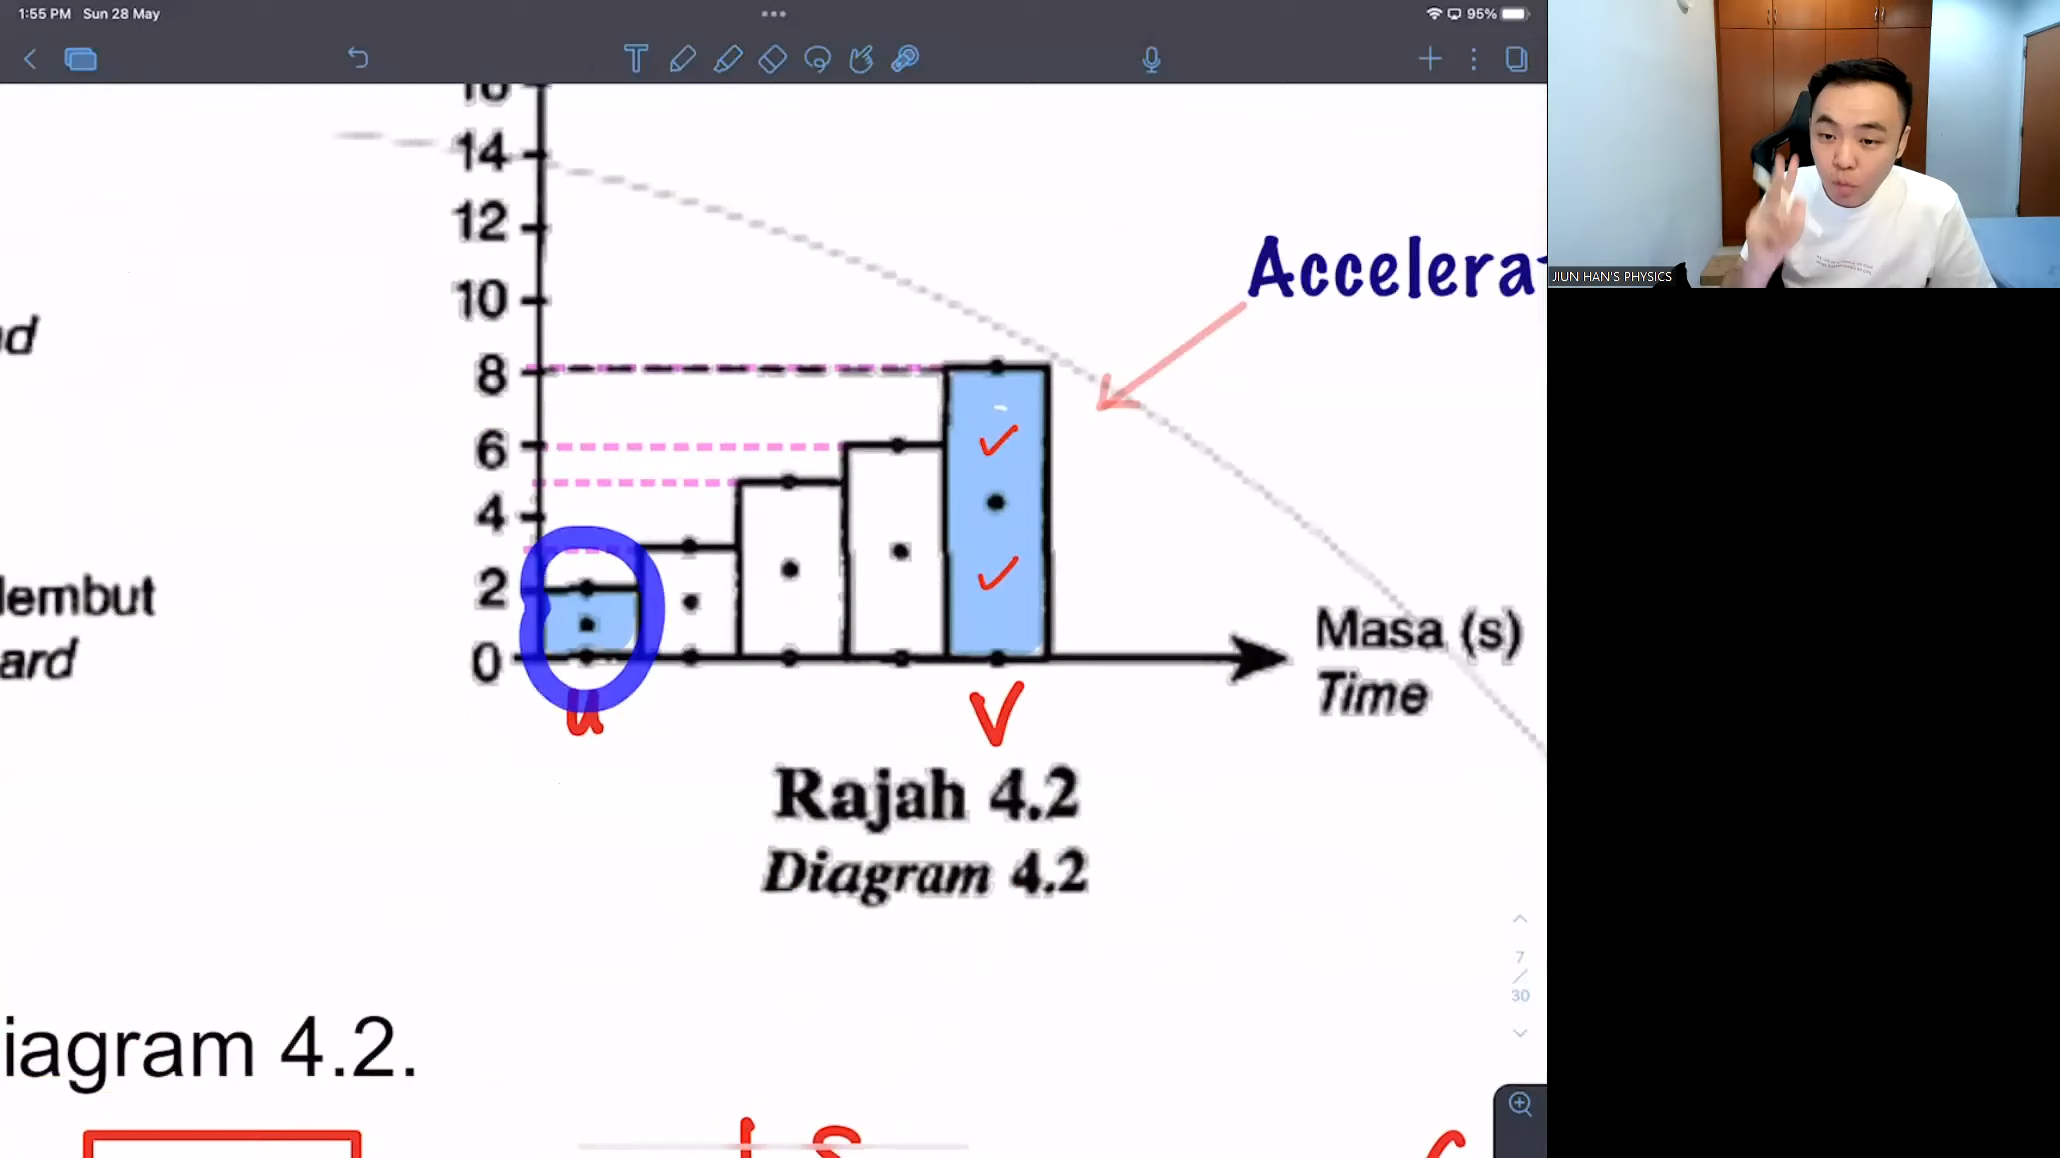 1:55 PM Sun 28 May
95%
14
12
10
8
6
4
2
0
Accelera
lembut
ard
Masa (s)
Time
u
V
Rajah 4.2
Diagram 4.2
iagram 4.2.
7
/
30
JIUN HAN'S PHYSICS